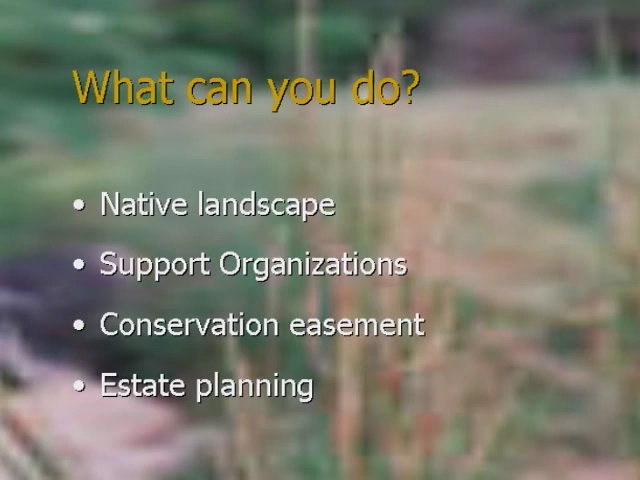 What can you do?
• Native landscape
• Support Organizations
• Conservation easement
• Estate planning